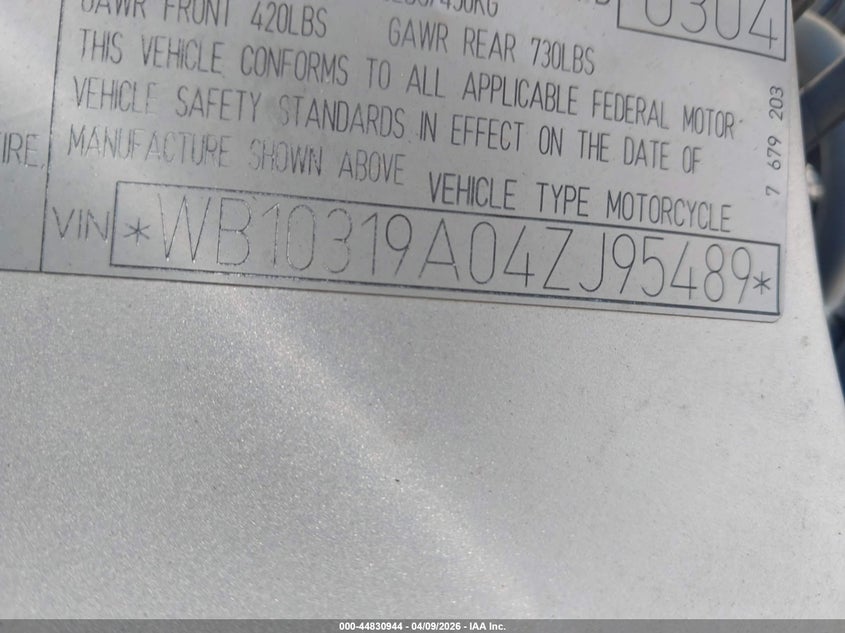 0304
GAWR FRONT 420LBS GAWR REAR 730LBS
THIS VEHICLE CONFORMS TO ALL APPLICABLE FEDERAL MOTOR
VEHICLE SAFETY STANDARDS IN EFFECT ON THE DATE OF
MANUFACTURE SHOWN ABOVE VEHICLE TYPE MOTORCYCLE
VIN *WB10319A04ZJ95489*
7 679 203
000-44830944 - 04/09/2026 - IAA Inc.